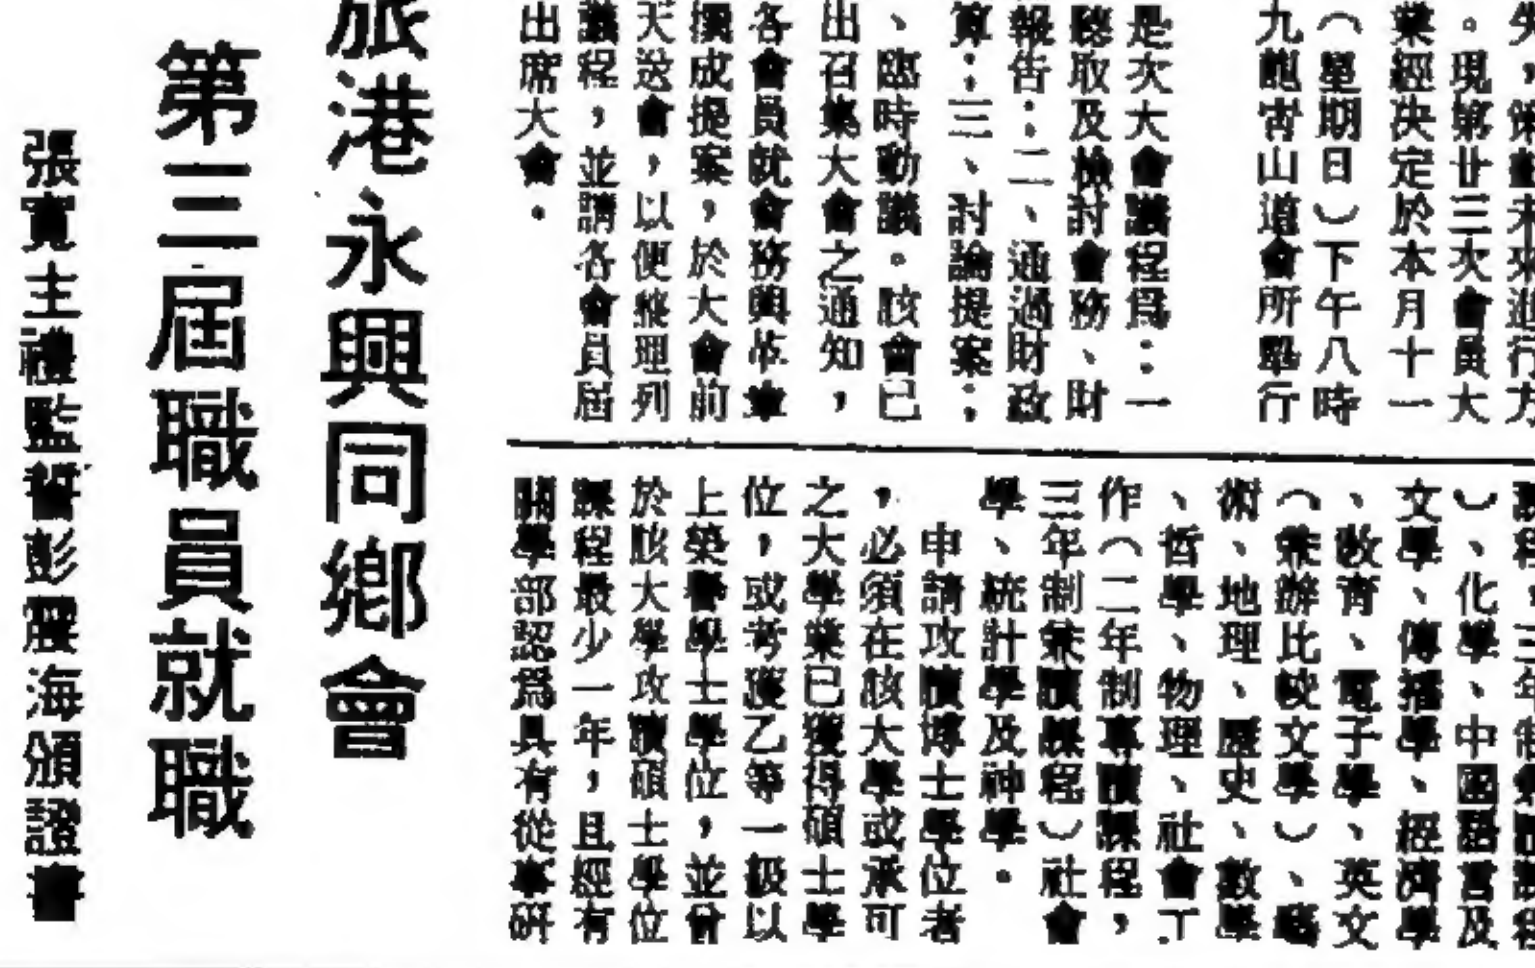 。現第廿三次會員大
業經決定於本月十一
（星期日）下午八時
九龍窩山道會所舉行
是次大會議程爲：一
聽取及檢討會務、財
報告；二、通過財政
算；三、討論提案；
、臨時動議。該會已
出召集大會之通知，
各會員就會務與革章
撰成提案，於大會前
天送會，以便整理列
議程，並請各會員屆
出席大會。
）、化學、中國語言及
文學、傳播學、經濟學
、教育、電子學、英文
（兼辦比較文學）、
術、地理、歷史、數學
、哲學、物理、社會工
作（二年制專讀課程，
三年制兼讀課程）社會
學、統計學及神學。
申請攻讀博士學位者
，必須在該大學或承可
之大學業已獲得碩士學
位，或考獲乙等一級以
上榮譽學士學位，並曾
於該大學攻讀碩士學位
課程最少一年，且經有
關學部認爲具有從事研
旅港永興同鄉會
第三屆職員就職
張寬主禮監誓彭震海頒證書